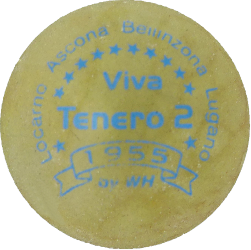 Locarno Ascona Bellinzona Lugano
Viva
Tenero 2
1955
by WH